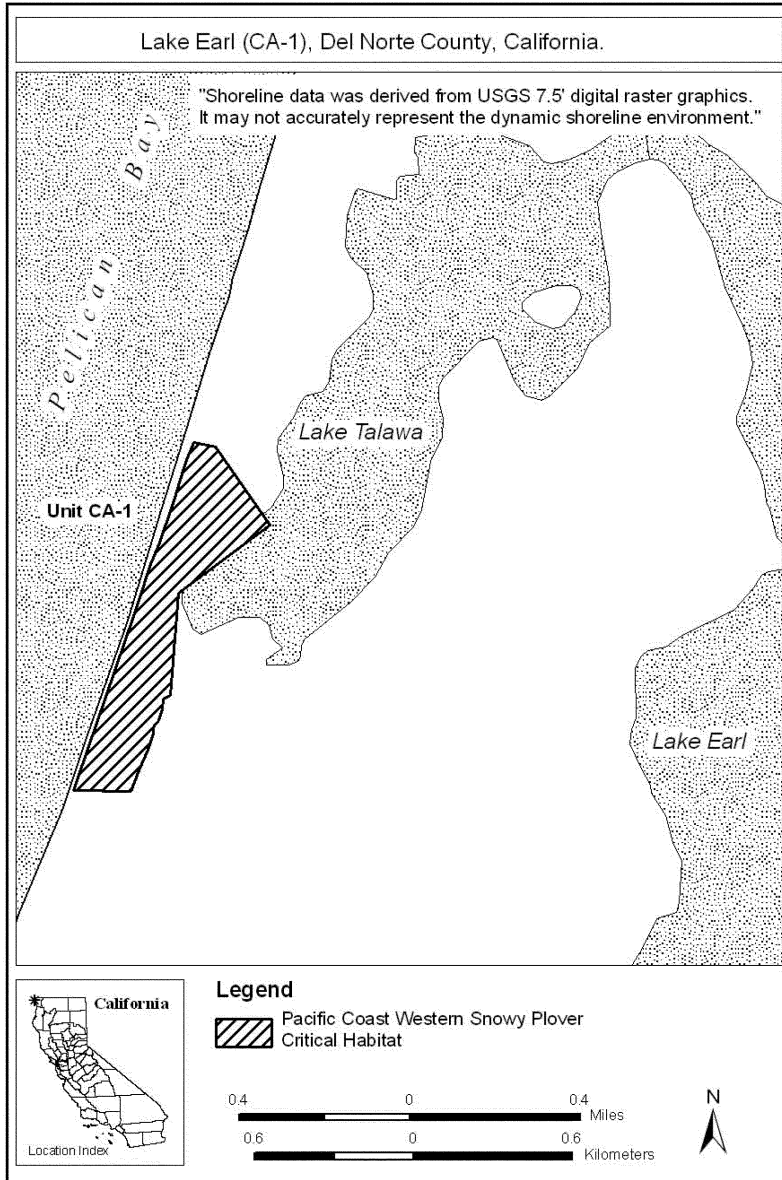 Lake Earl (CA-1), Del Norte County, California.
"Shoreline data was derived from USGS 7.5' digital raster graphics.
It may not accurately represent the dynamic shoreline environment."
Pelican Bay
Lake Talawa
Unit CA-1
Lake Earl
California
Location Index
Legend
Pacific Coast Western Snowy Plover
Critical Habitat
0.4 0 0.4
Miles
0.6 0 0.6
Kilometers
N